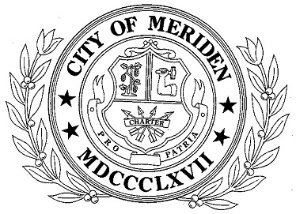 CITY OF MERIDEN
CHARTER
PRO PATRIA
MDCCCLXVII